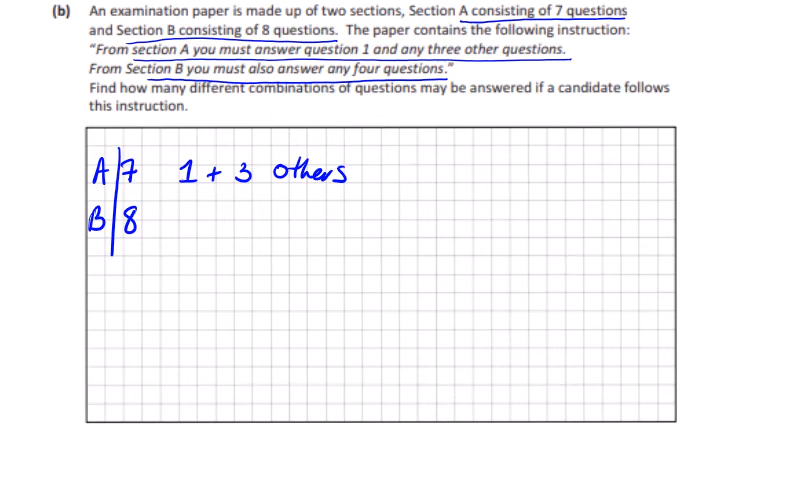 (b) An examination paper is made up of two sections, Section A consisting of 7 questions
and Section B consisting of 8 questions. The paper contains the following instruction:
"From section A you must answer question 1 and any three other questions.
From Section B you must also answer any four questions."
Find how many different combinations of questions may be answered if a candidate follows
this instruction.
A 7 1 + 3 others
B 8